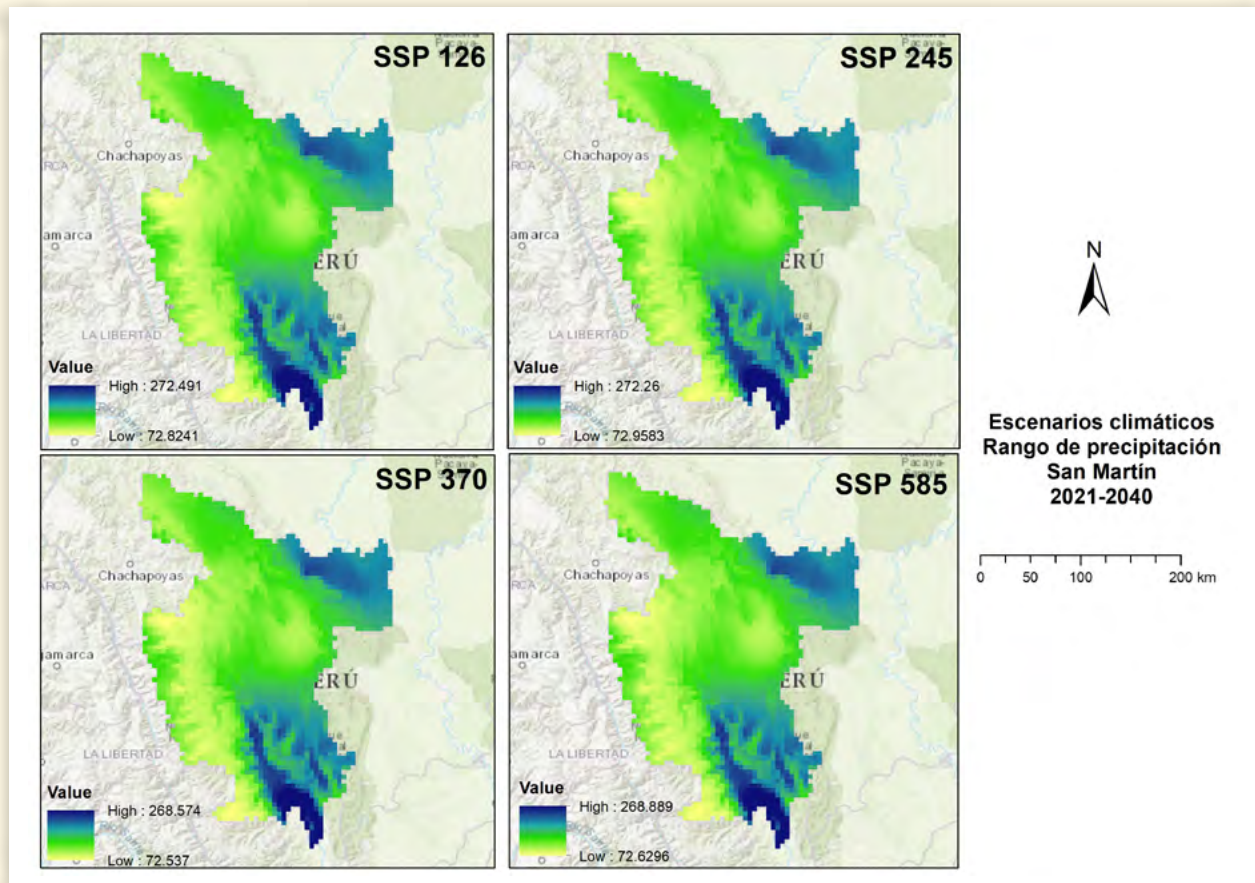 SSP 126
Chachapoyas
amarca
ERÚ
LA LIBERTAD
Value
High : 272.491
Low : 72.8241
SSP 245
Chachapoyas
amarca
ERÚ
LA LIBERTAD
Value
High : 272.26
Low : 72.9583
SSP 370
Chachapoyas
amarca
ERÚ
LA LIBERTAD
Value
High : 268.574
Low : 72.537
SSP 585
Pacaya-
Chachapoyas
amarca
ERÚ
LA LIBERTAD
Value
High : 268.889
Low : 72.6296
N
Escenarios climáticos
Rango de precipitación
San Martín
2021-2040
0 50 100 200 km